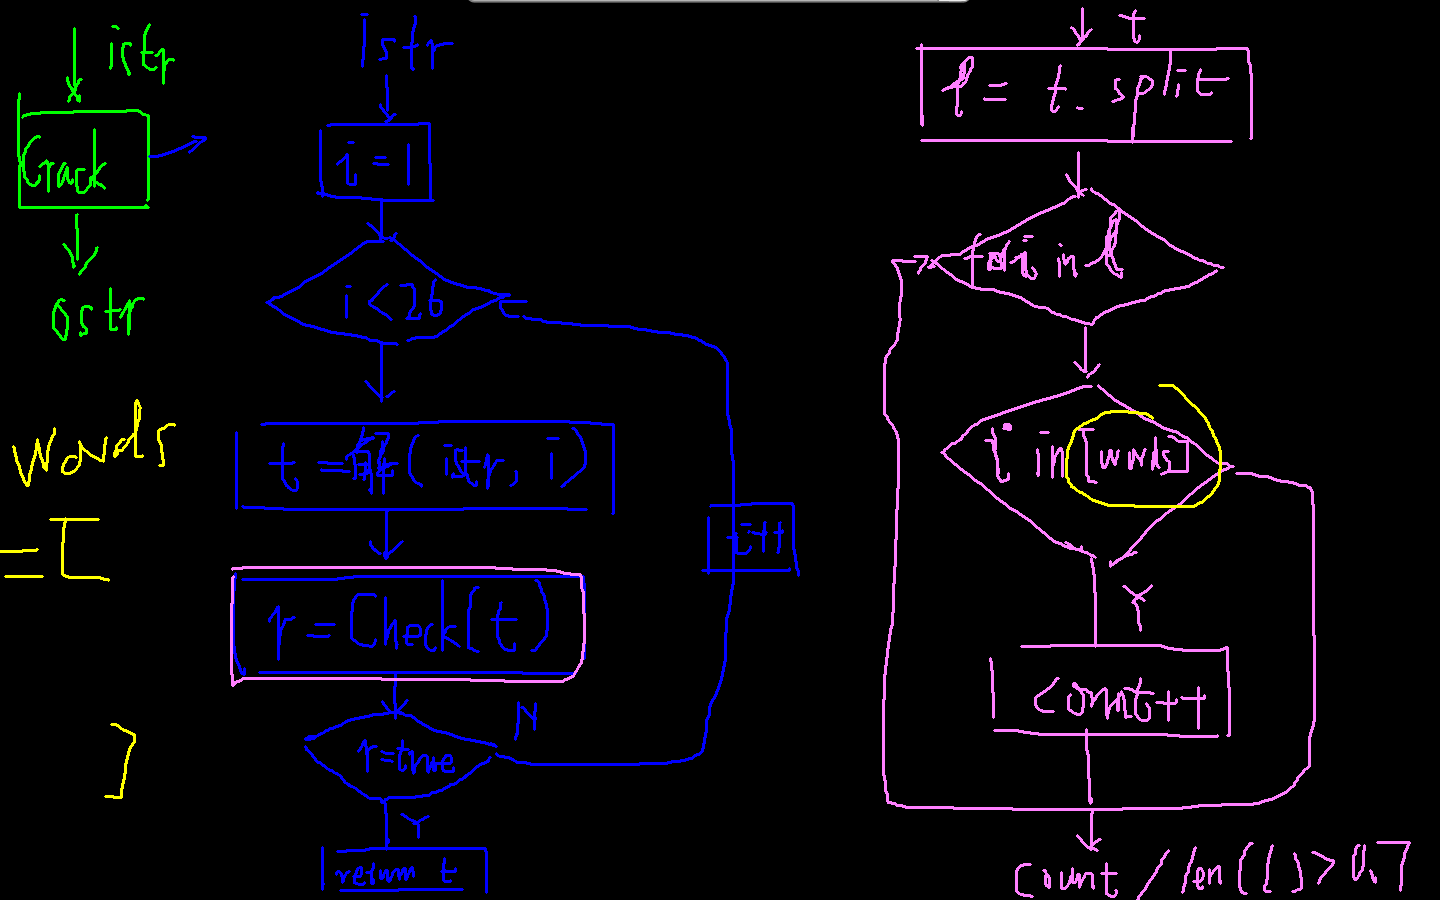 istr
Crack
ostr
words
= [
]
istr
i = 1
i < 26
t = (istr, i)
i++
r = Check(t)
N
r = true
Y
return t
t
l = t. split
for i in l
i in [words]
Y
count++
count / len(l) > 0.7